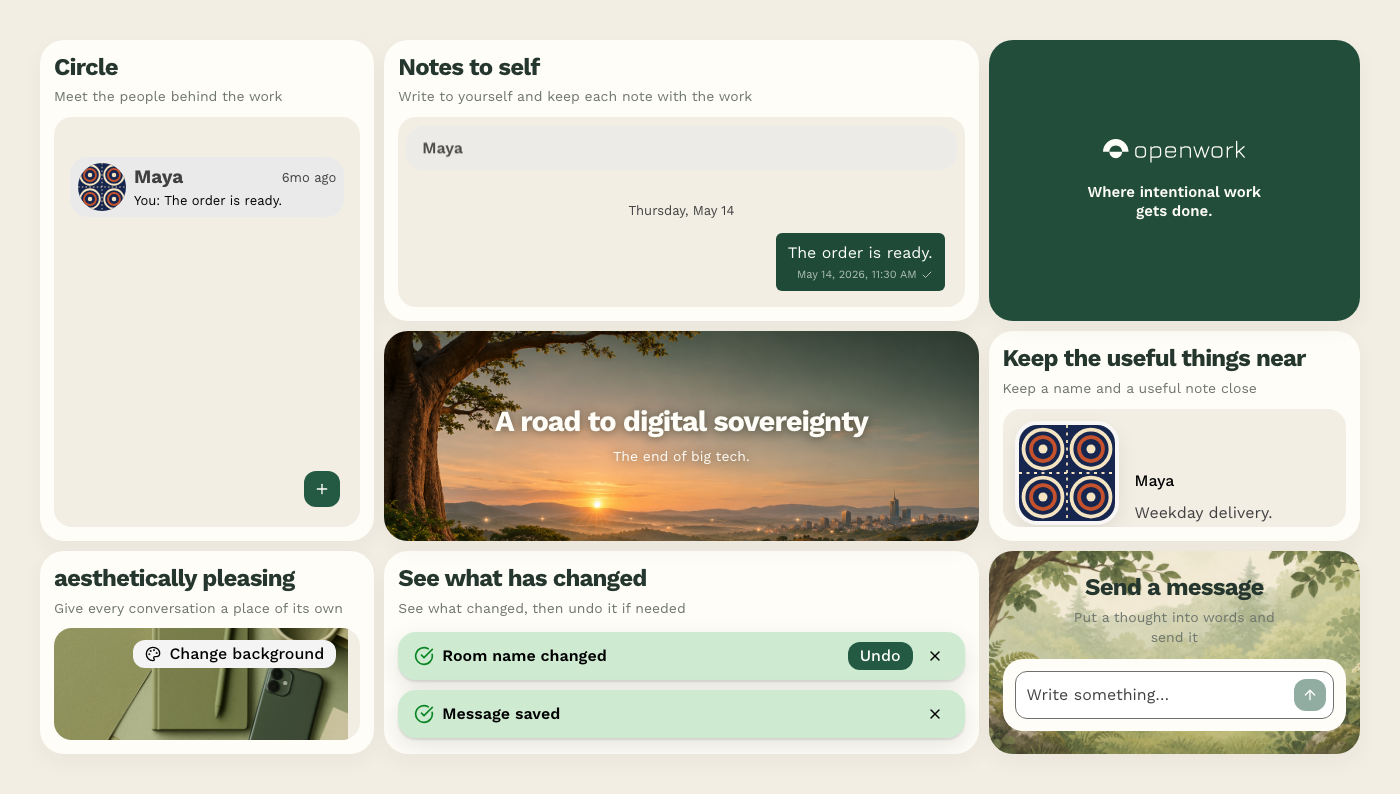 Circle
Meet the people behind the work
Maya
6mo ago
You: The order is ready.
Notes to self
Write to yourself and keep each note with the work
Maya
Thursday, May 14
The order is ready.
May 14, 2026, 11:30 AM
openwork
Where intentional work
gets done.
A road to digital sovereignty
The end of big tech.
Keep the useful things near
Keep a name and a useful note close
Maya
Weekday delivery.
aesthetically pleasing
Give every conversation a place of its own
Change background
See what has changed
See what changed, then undo it if needed
Room name changed
Undo
Message saved
Send a message
Put a thought into words and
send it
Write something...